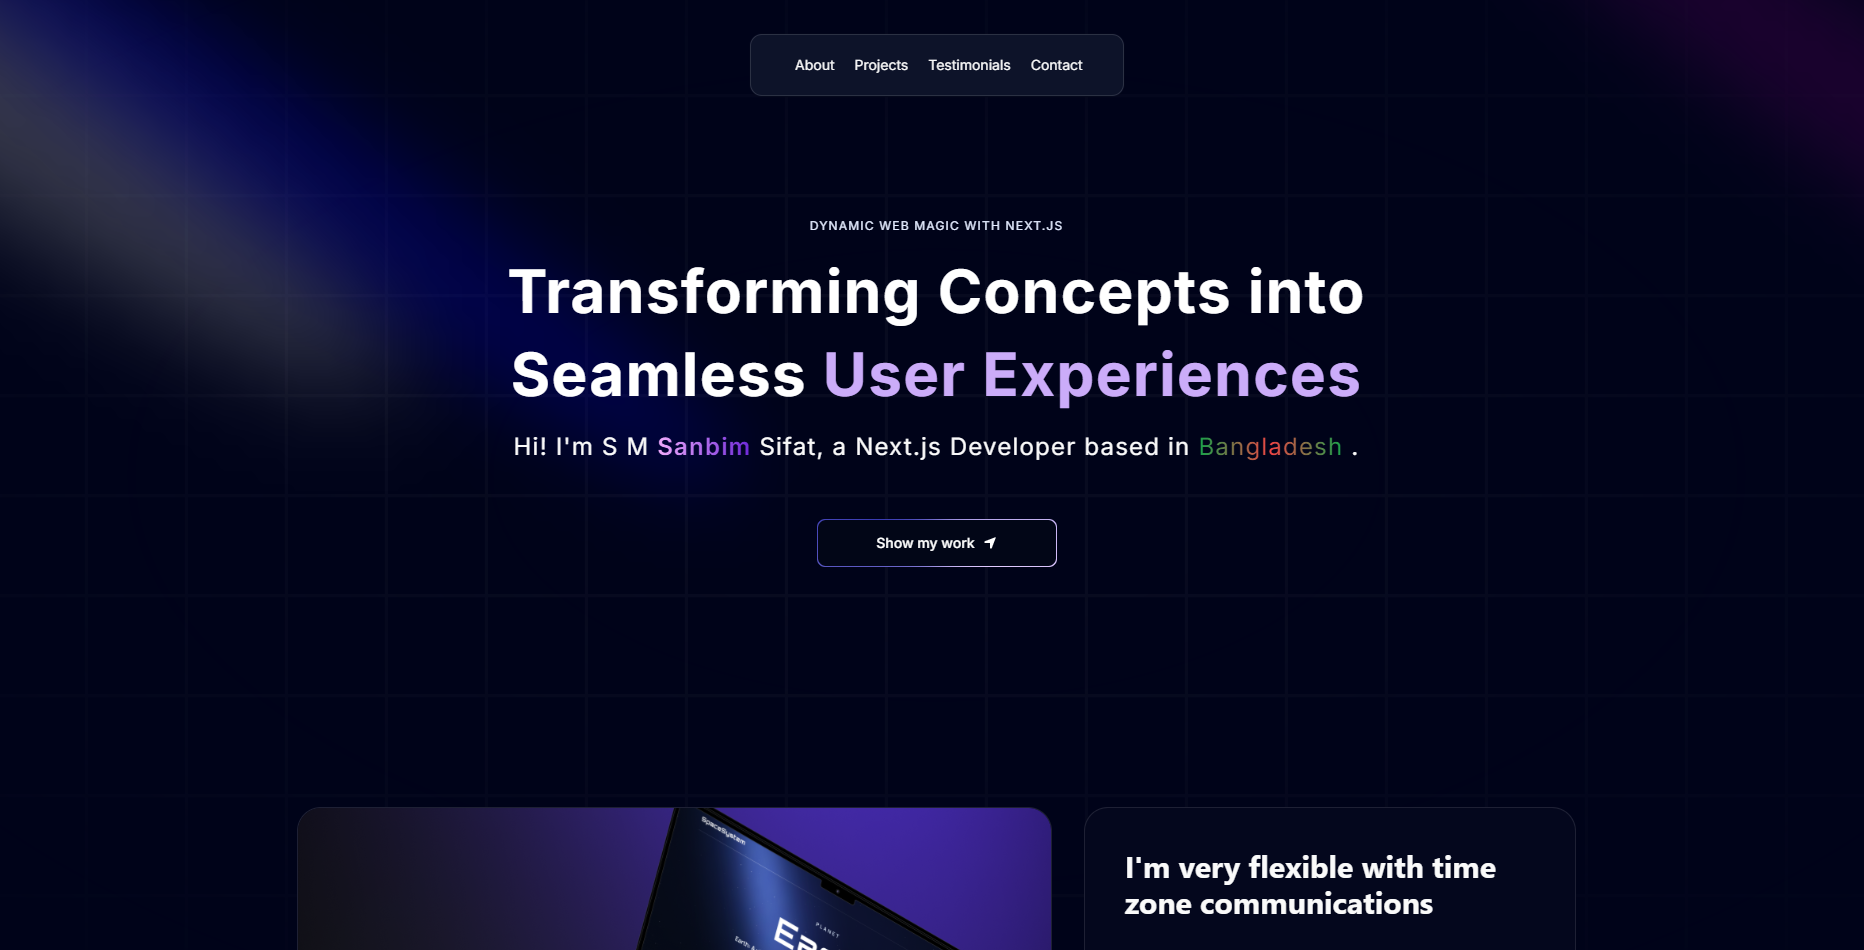 About Projects Testimonials Contact
DYNAMIC WEB MAGIC WITH NEXT.JS
Transforming Concepts into
Seamless User Experiences
Hi! I'm S M Sanbim Sifat, a Next.js Developer based in Bangladesh .
Show my work
SpaceSystem
PLANET
I'm very flexible with time
zone communications